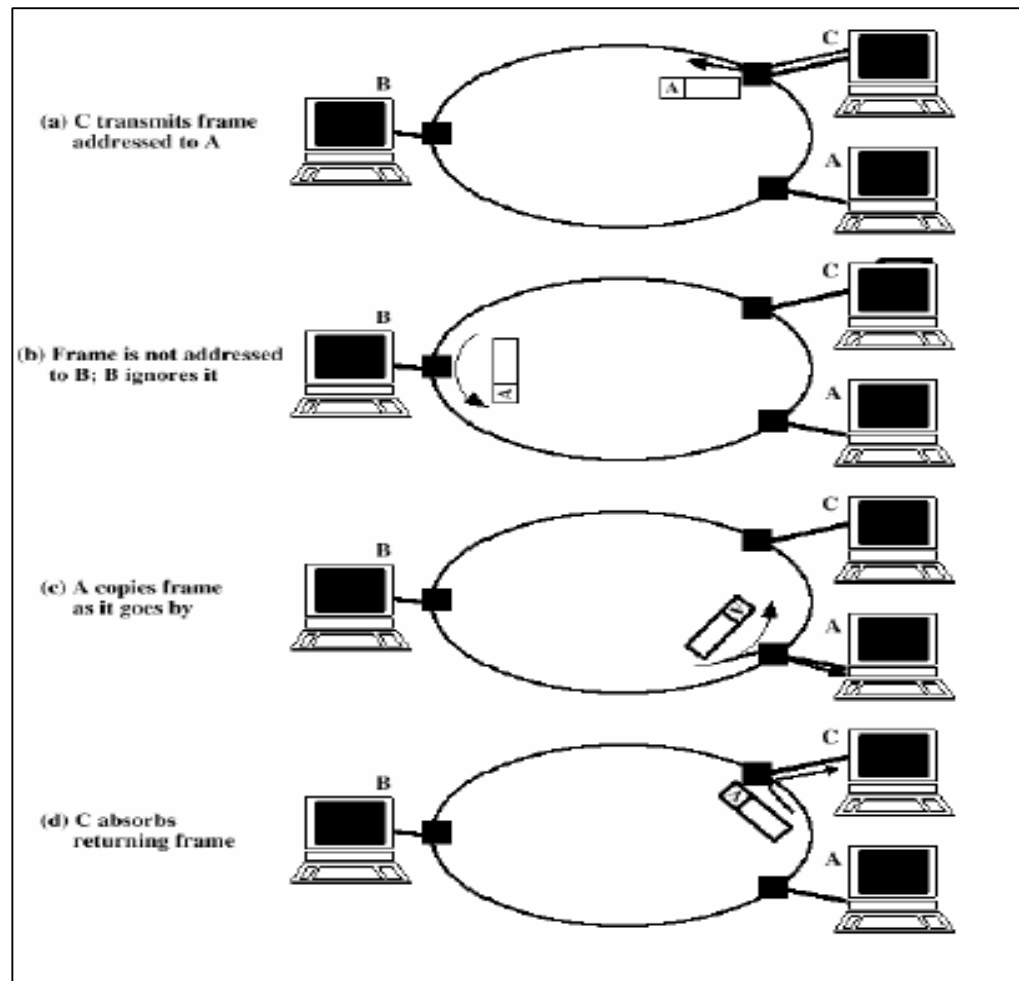 C
B
A
(a) C transmits frame
addressed to A
A
C
B
(b) Frame is not addressed
to B; B ignores it
A
A
C
B
(c) A copies frame
as it goes by
A
A
C
B
A
(d) C absorbs
returning frame
A